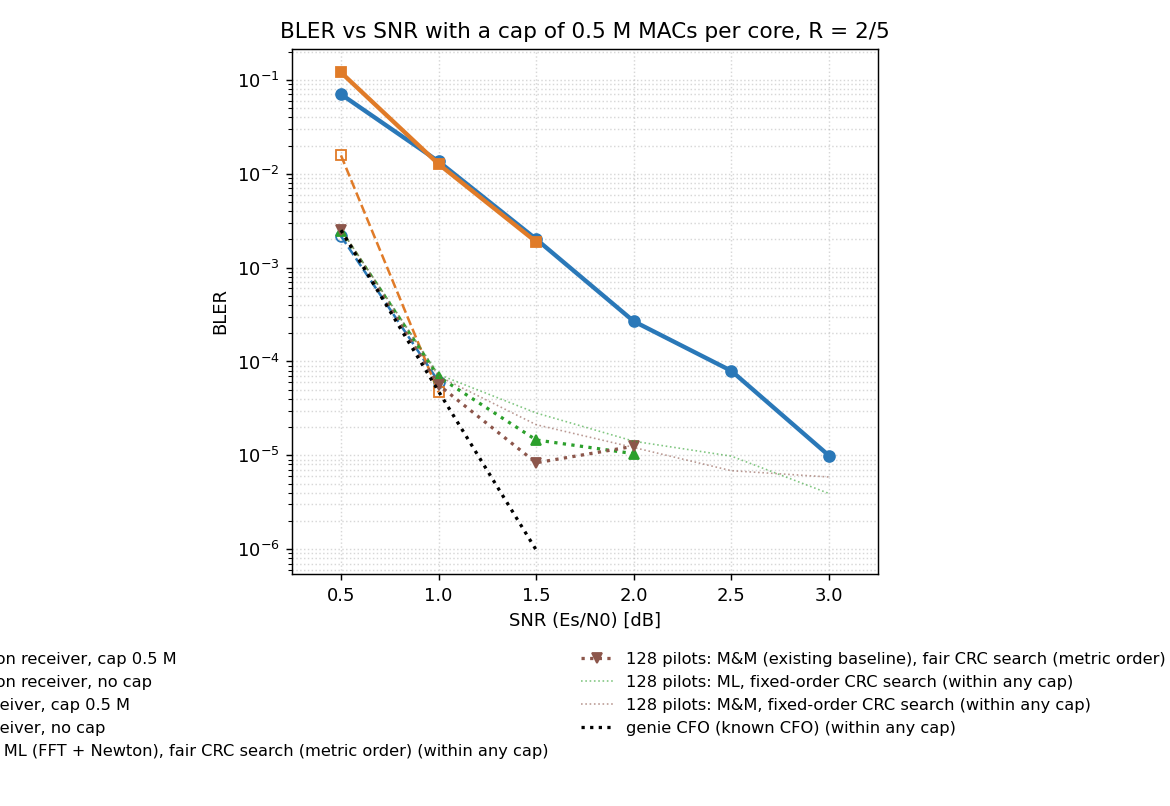 BLER vs SNR with a cap of 0.5 M MACs per core, R = 2/5
10⁻¹
10⁻²
10⁻³
10⁻⁴
10⁻⁵
10⁻⁶
BLER
0.5 1.0 1.5 2.0 2.5 3.0
SNR (Es/N0) [dB]
on receiver, cap 0.5 M
on receiver, no cap
ceiver, cap 0.5 M
eiver, no cap
ML (FFT + Newton), fair CRC search (metric order) (within any cap)
128 pilots: M&M (existing baseline), fair CRC search (metric order)
128 pilots: ML, fixed-order CRC search (within any cap)
128 pilots: M&M, fixed-order CRC search (within any cap)
genie CFO (known CFO) (within any cap)